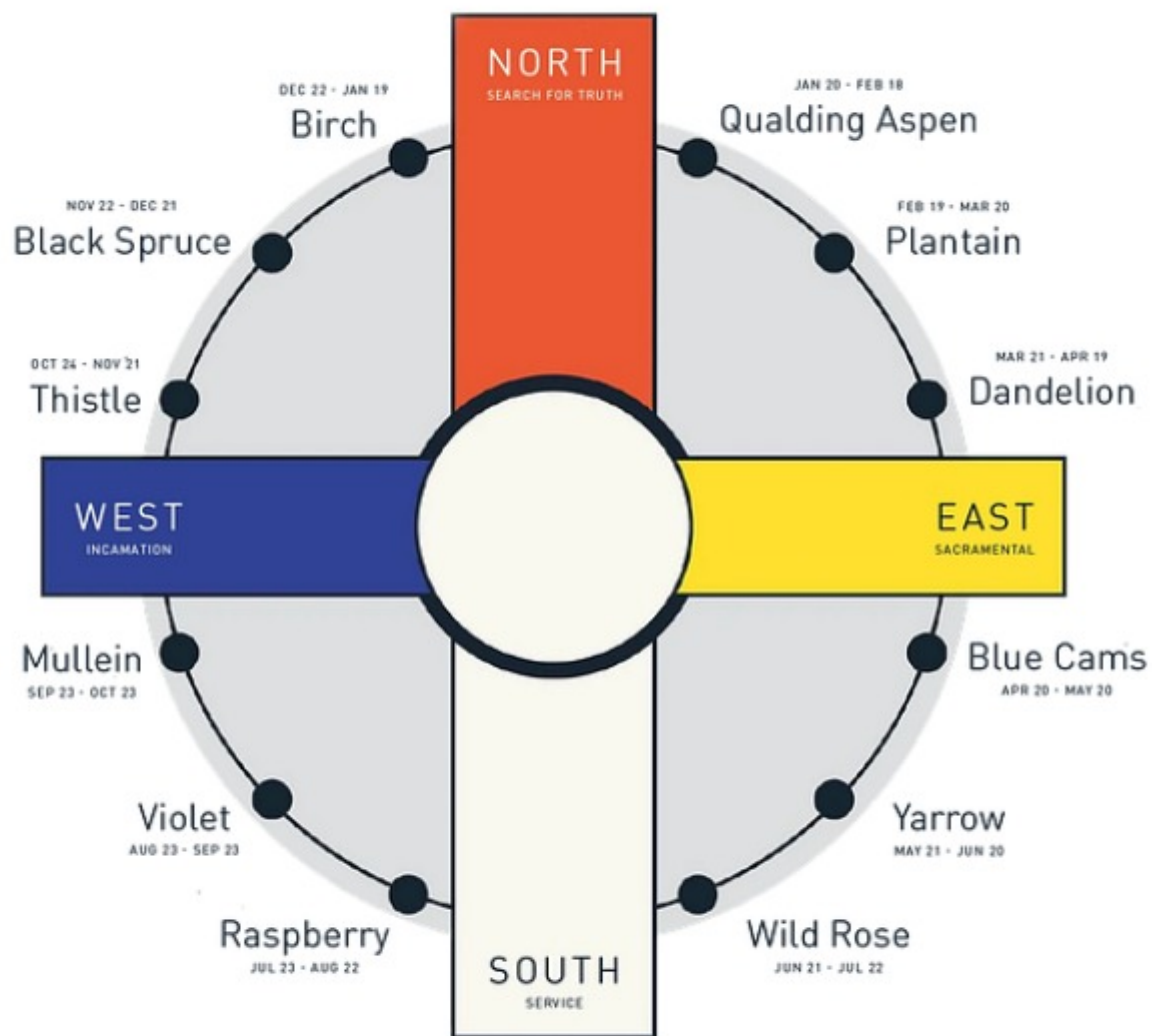 NORTH
SEARCH FOR TRUTH
DEC 22 - JAN 19
Birch
JAN 20 - FEB 18
Qualding Aspen
NOV 22 - DEC 21
Black Spruce
FEB 19 - MAR 20
Plantain
OCT 24 - NOV 21
Thistle
MAR 21 - APR 19
Dandelion
WEST
INCAMATION
EAST
SACRAMENTAL
Mullein
SEP 23 - OCT 23
Blue Cams
APR 20 - MAY 20
Violet
AUG 23 - SEP 23
Yarrow
MAY 21 - JUN 20
Raspberry
JUL 23 - AUG 22
Wild Rose
JUN 21 - JUL 22
SOUTH
SERVICE